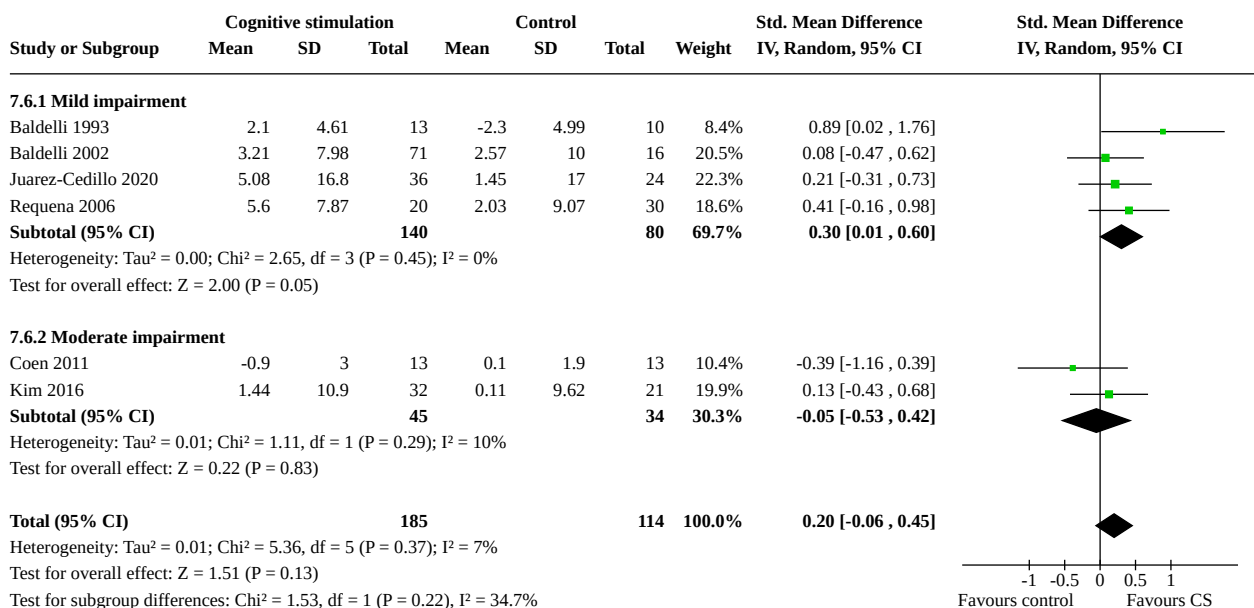 Cognitive stimulation Control Std. Mean Difference Std. Mean Difference
Study or Subgroup Mean SD Total Mean SD Total Weight IV, Random, 95% CI IV, Random, 95% CI
7.6.1 Mild impairment
Baldelli 1993 2.1 4.61 13 -2.3 4.99 10 8.4% 0.89 [0.02 , 1.76]
Baldelli 2002 3.21 7.98 71 2.57 10 16 20.5% 0.08 [-0.47 , 0.62]
Juarez-Cedillo 2020 5.08 16.8 36 1.45 17 24 22.3% 0.21 [-0.31 , 0.73]
Requena 2006 5.6 7.87 20 2.03 9.07 30 18.6% 0.41 [-0.16 , 0.98]
Subtotal (95% CI) 140 80 69.7% 0.30 [0.01 , 0.60]
Heterogeneity: Tau² = 0.00; Chi² = 2.65, df = 3 (P = 0.45); I² = 0%
Test for overall effect: Z = 2.00 (P = 0.05)
7.6.2 Moderate impairment
Coen 2011 -0.9 3 13 0.1 1.9 13 10.4% -0.39 [-1.16 , 0.39]
Kim 2016 1.44 10.9 32 0.11 9.62 21 19.9% 0.13 [-0.43 , 0.68]
Subtotal (95% CI) 45 34 30.3% -0.05 [-0.53 , 0.42]
Heterogeneity: Tau² = 0.01; Chi² = 1.11, df = 1 (P = 0.29); I² = 10%
Test for overall effect: Z = 0.22 (P = 0.83)
Total (95% CI) 185 114 100.0% 0.20 [-0.06 , 0.45]
Heterogeneity: Tau² = 0.01; Chi² = 5.36, df = 5 (P = 0.37); I² = 7%
Test for overall effect: Z = 1.51 (P = 0.13)
-1 -0.5 0 0.5 1
Test for subgroup differences: Chi² = 1.53, df = 1 (P = 0.22), I² = 34.7% Favours control Favours CS